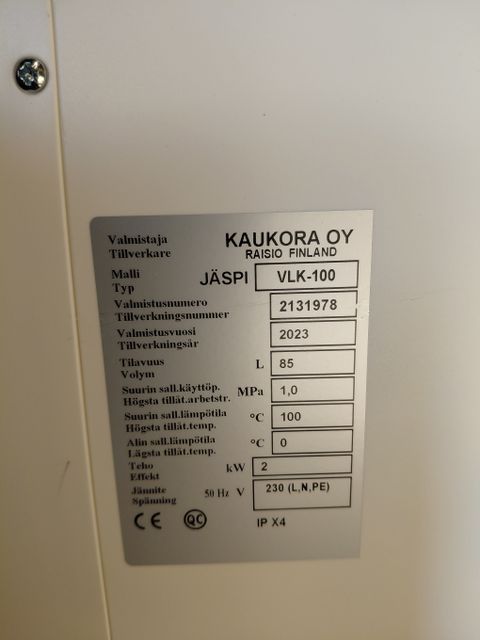 Valmistaja
Tillverkare
KAUKORA OY
RAISIO FINLAND
Malli
Typ
JÄSPI VLK-100
Valmistusnumero
Tillverkningsnummer
2131978
Valmistusvuosi
Tillverkningsår
2023
Tilavuus
Volym
L 85
Suurin sall.käyttöp.
Högsta tillåt.arbetstr.
MPa 1,0
Suurin sall.lämpötila
Högsta tillåt.temp.
°C 100
Alin sall.lämpötila
Lägsta tillåt.temp.
°C 0
Teho
Effekt
kW 2
Jännite
Spänning
50 Hz V 230 (L,N,PE)
CE QC IP X4